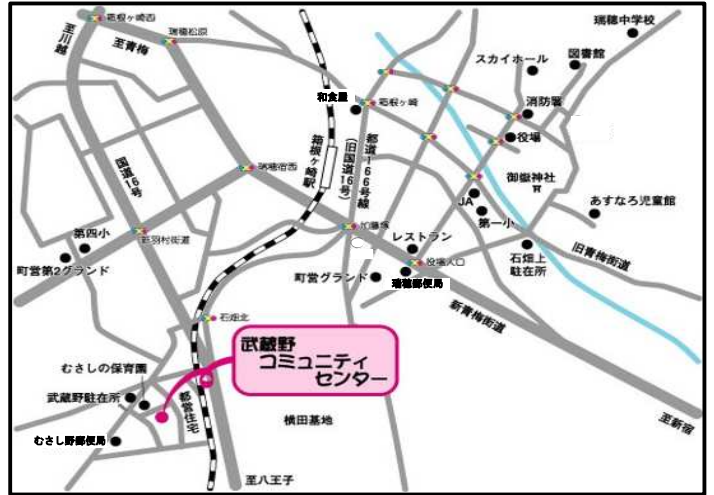 箱根ヶ崎西
至川越
至青梅
瑞穂松原
瑞穂中学校
図書館
スカイホール
和食屋
箱根ヶ崎
消防署
役場
箱根ヶ崎駅
都道166号線
(旧国道16号)
国道16号
瑞穂宿西
御嶽神社
JA
第一小
あすなろ児童館
第四小
新羽村街道
加藤塚
レストラン
役場入口
石畑上
駐在所
旧青梅街道
町営第2グランド
町営グランド
瑞穂郵便局
新青梅街道
石畑北
武蔵野
コミュニティ
センター
むさしの保育園
武蔵野駐在所
都営住宅
横田基地
むさし野郵便局
至八王子
至新宿